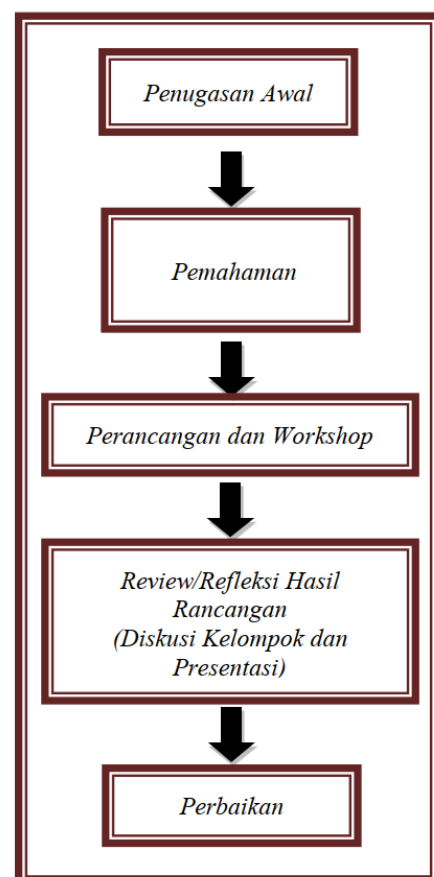 Penugasan Awal
Pemahaman
Perancangan dan Workshop
Review/Refleksi Hasil
Rancangan
(Diskusi Kelompok dan
Presentasi)
Perbaikan